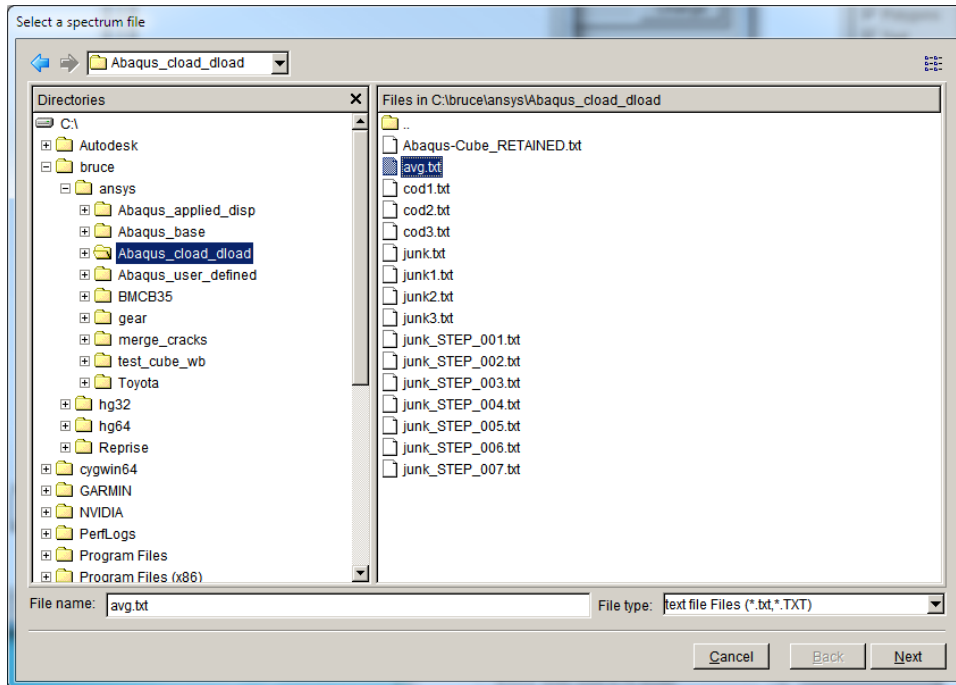 Select a spectrum file
Abaqus_cload_dload
Directories
C:\
Autodesk
bruce
ansys
Abaqus_applied_disp
Abaqus_base
Abaqus_cload_dload
Abaqus_user_defined
BMCB35
gear
merge_cracks
test_cube_wb
Toyota
hg32
hg64
Reprise
cygwin64
GARMIN
NVIDIA
PerfLogs
Program Files
Program Files (x86)
Files in C:\bruce\ansys\Abaqus_cload_dload
..
Abaqus-Cube_RETAINED.txt
avg.txt
cod1.txt
cod2.txt
cod3.txt
junk.txt
junk1.txt
junk2.txt
junk3.txt
junk_STEP_001.txt
junk_STEP_002.txt
junk_STEP_003.txt
junk_STEP_004.txt
junk_STEP_005.txt
junk_STEP_006.txt
junk_STEP_007.txt
File name: avg.txt
File type: text file Files (*.txt,*.TXT)
Cancel Back Next